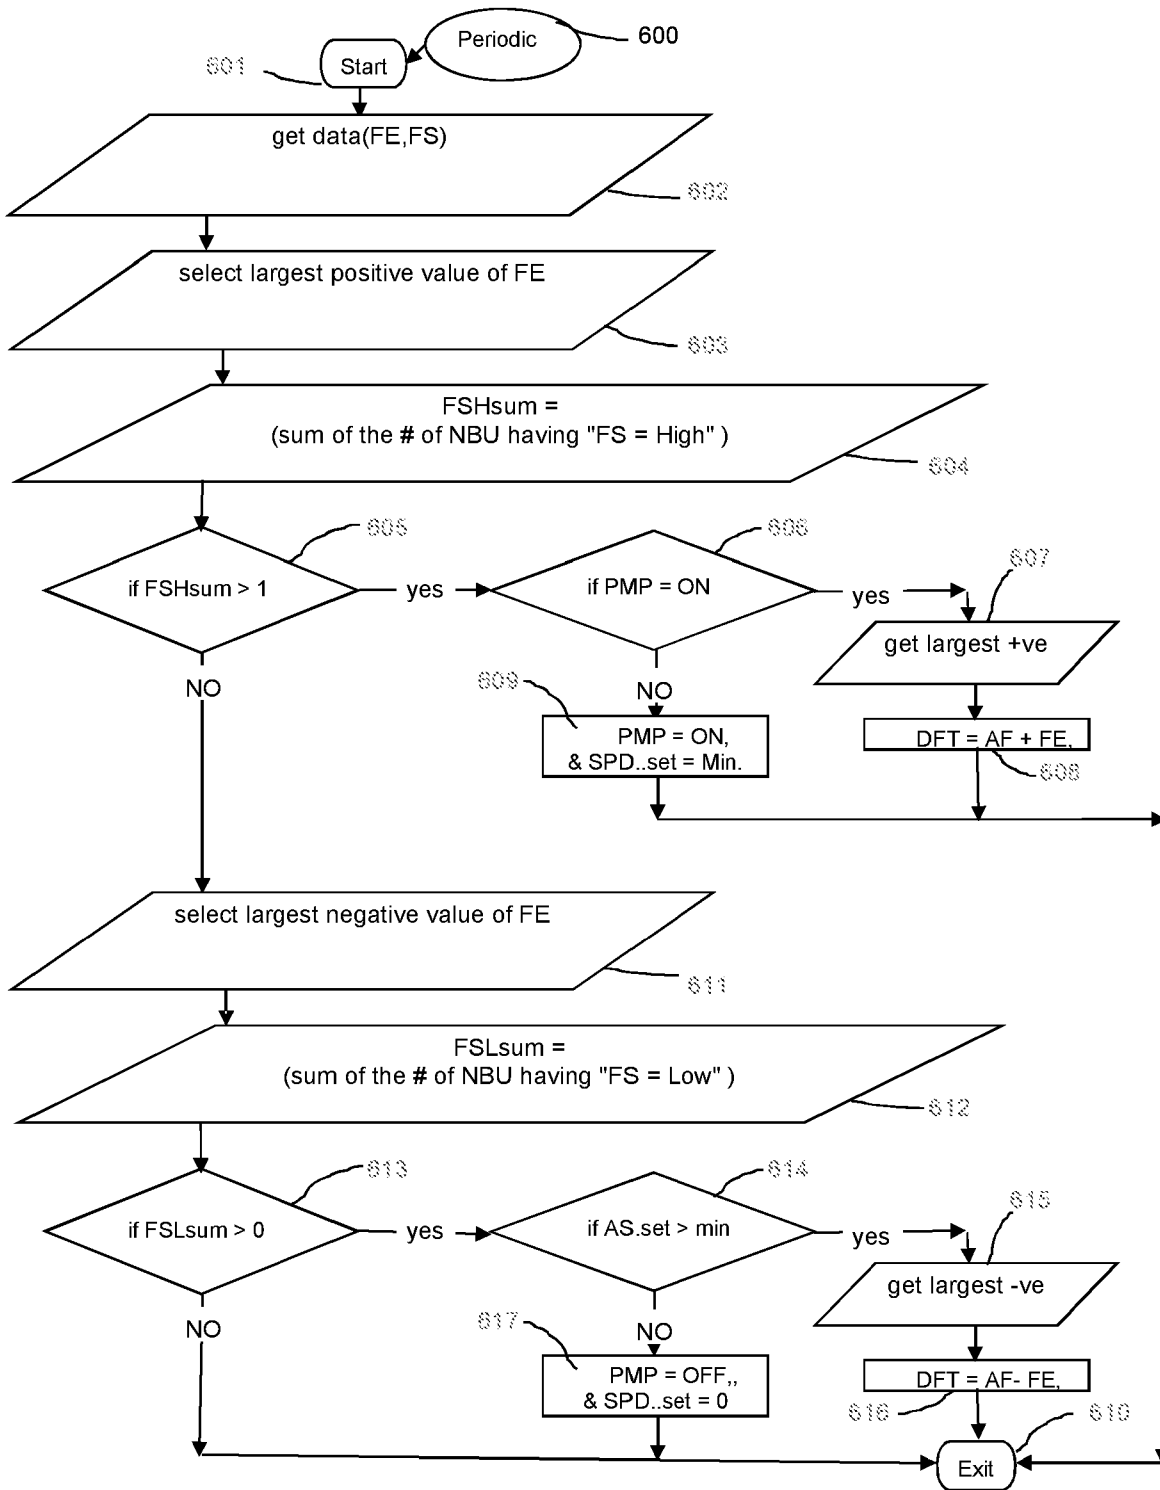 Periodic
600
601
Start
get data(FE,FS)
602
select largest positive value of FE
603
FSHsum =
(sum of the # of NBU having "FS = High" )
604
605
606
607
if FSHsum > 1
yes
if PMP = ON
yes
get largest +ve
NO
609
NO
PMP = ON,
& SPD..set = Min.
DFT = AF + FE,
608
select largest negative value of FE
611
FSLsum =
(sum of the # of NBU having "FS = Low" )
612
613
614
615
if FSLsum > 0
yes
if AS.set > min
yes
get largest -ve
NO
617
NO
PMP = OFF,,
& SPD..set = 0
DFT = AF- FE,
616
610
Exit